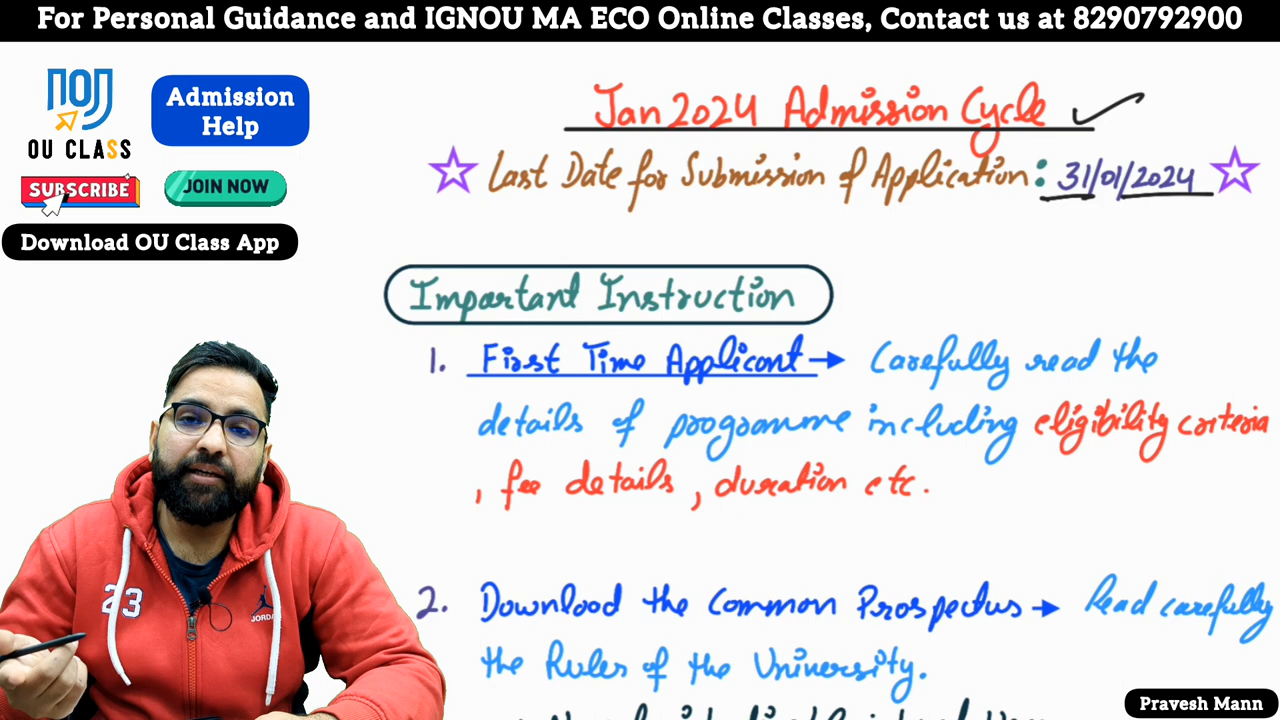 For Personal Guidance and IGNOU MA ECO Online Classes, Contact us at 8290792900
OU CLASS
Admission
Help
SUBSCRIBE
JOIN NOW
Download OU Class App
Jan 2024 Admission Cycle
Last Date for Submission of Application : 31/01/2024
Important Instruction
1. First Time Applicant → Carefully read the
details of programme including eligibility criteria
, fee details, duration etc.
2. Download the Common Prospectus → Read carefully
the Rules of the University.
23
JORDA
Pravesh Mann